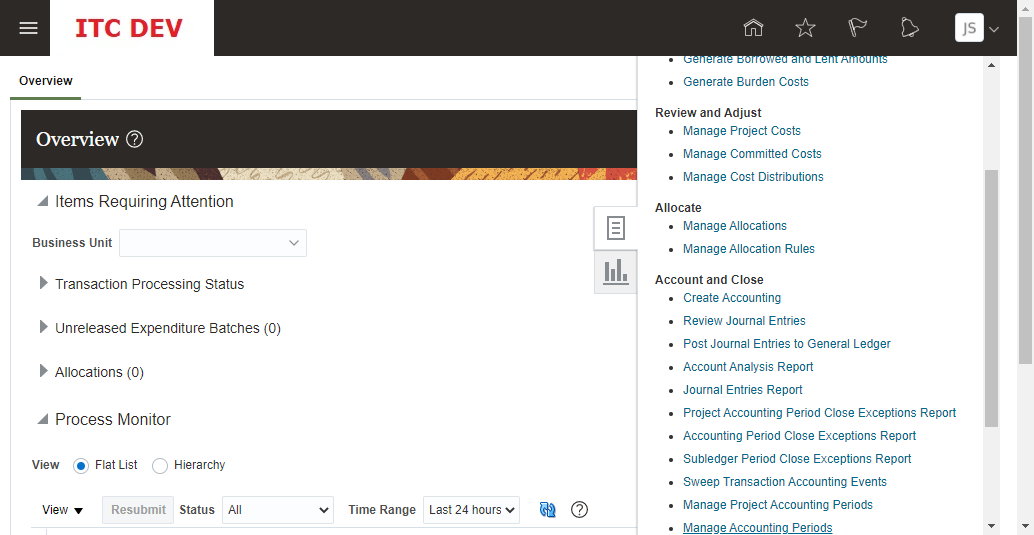 ITC DEV
JS
Overview
Overview
Items Requiring Attention
Business Unit
Transaction Processing Status
Unreleased Expenditure Batches (0)
Allocations (0)
Process Monitor
View Flat List Hierarchy
View Resubmit Status All Time Range Last 24 hours
Generate Borrowed and Lent Amounts
Generate Burden Costs
Review and Adjust
Manage Project Costs
Manage Committed Costs
Manage Cost Distributions
Allocate
Manage Allocations
Manage Allocation Rules
Account and Close
Create Accounting
Review Journal Entries
Post Journal Entries to General Ledger
Account Analysis Report
Journal Entries Report
Project Accounting Period Close Exceptions Report
Accounting Period Close Exceptions Report
Subledger Period Close Exceptions Report
Sweep Transaction Accounting Events
Manage Project Accounting Periods
Manage Accounting Periods